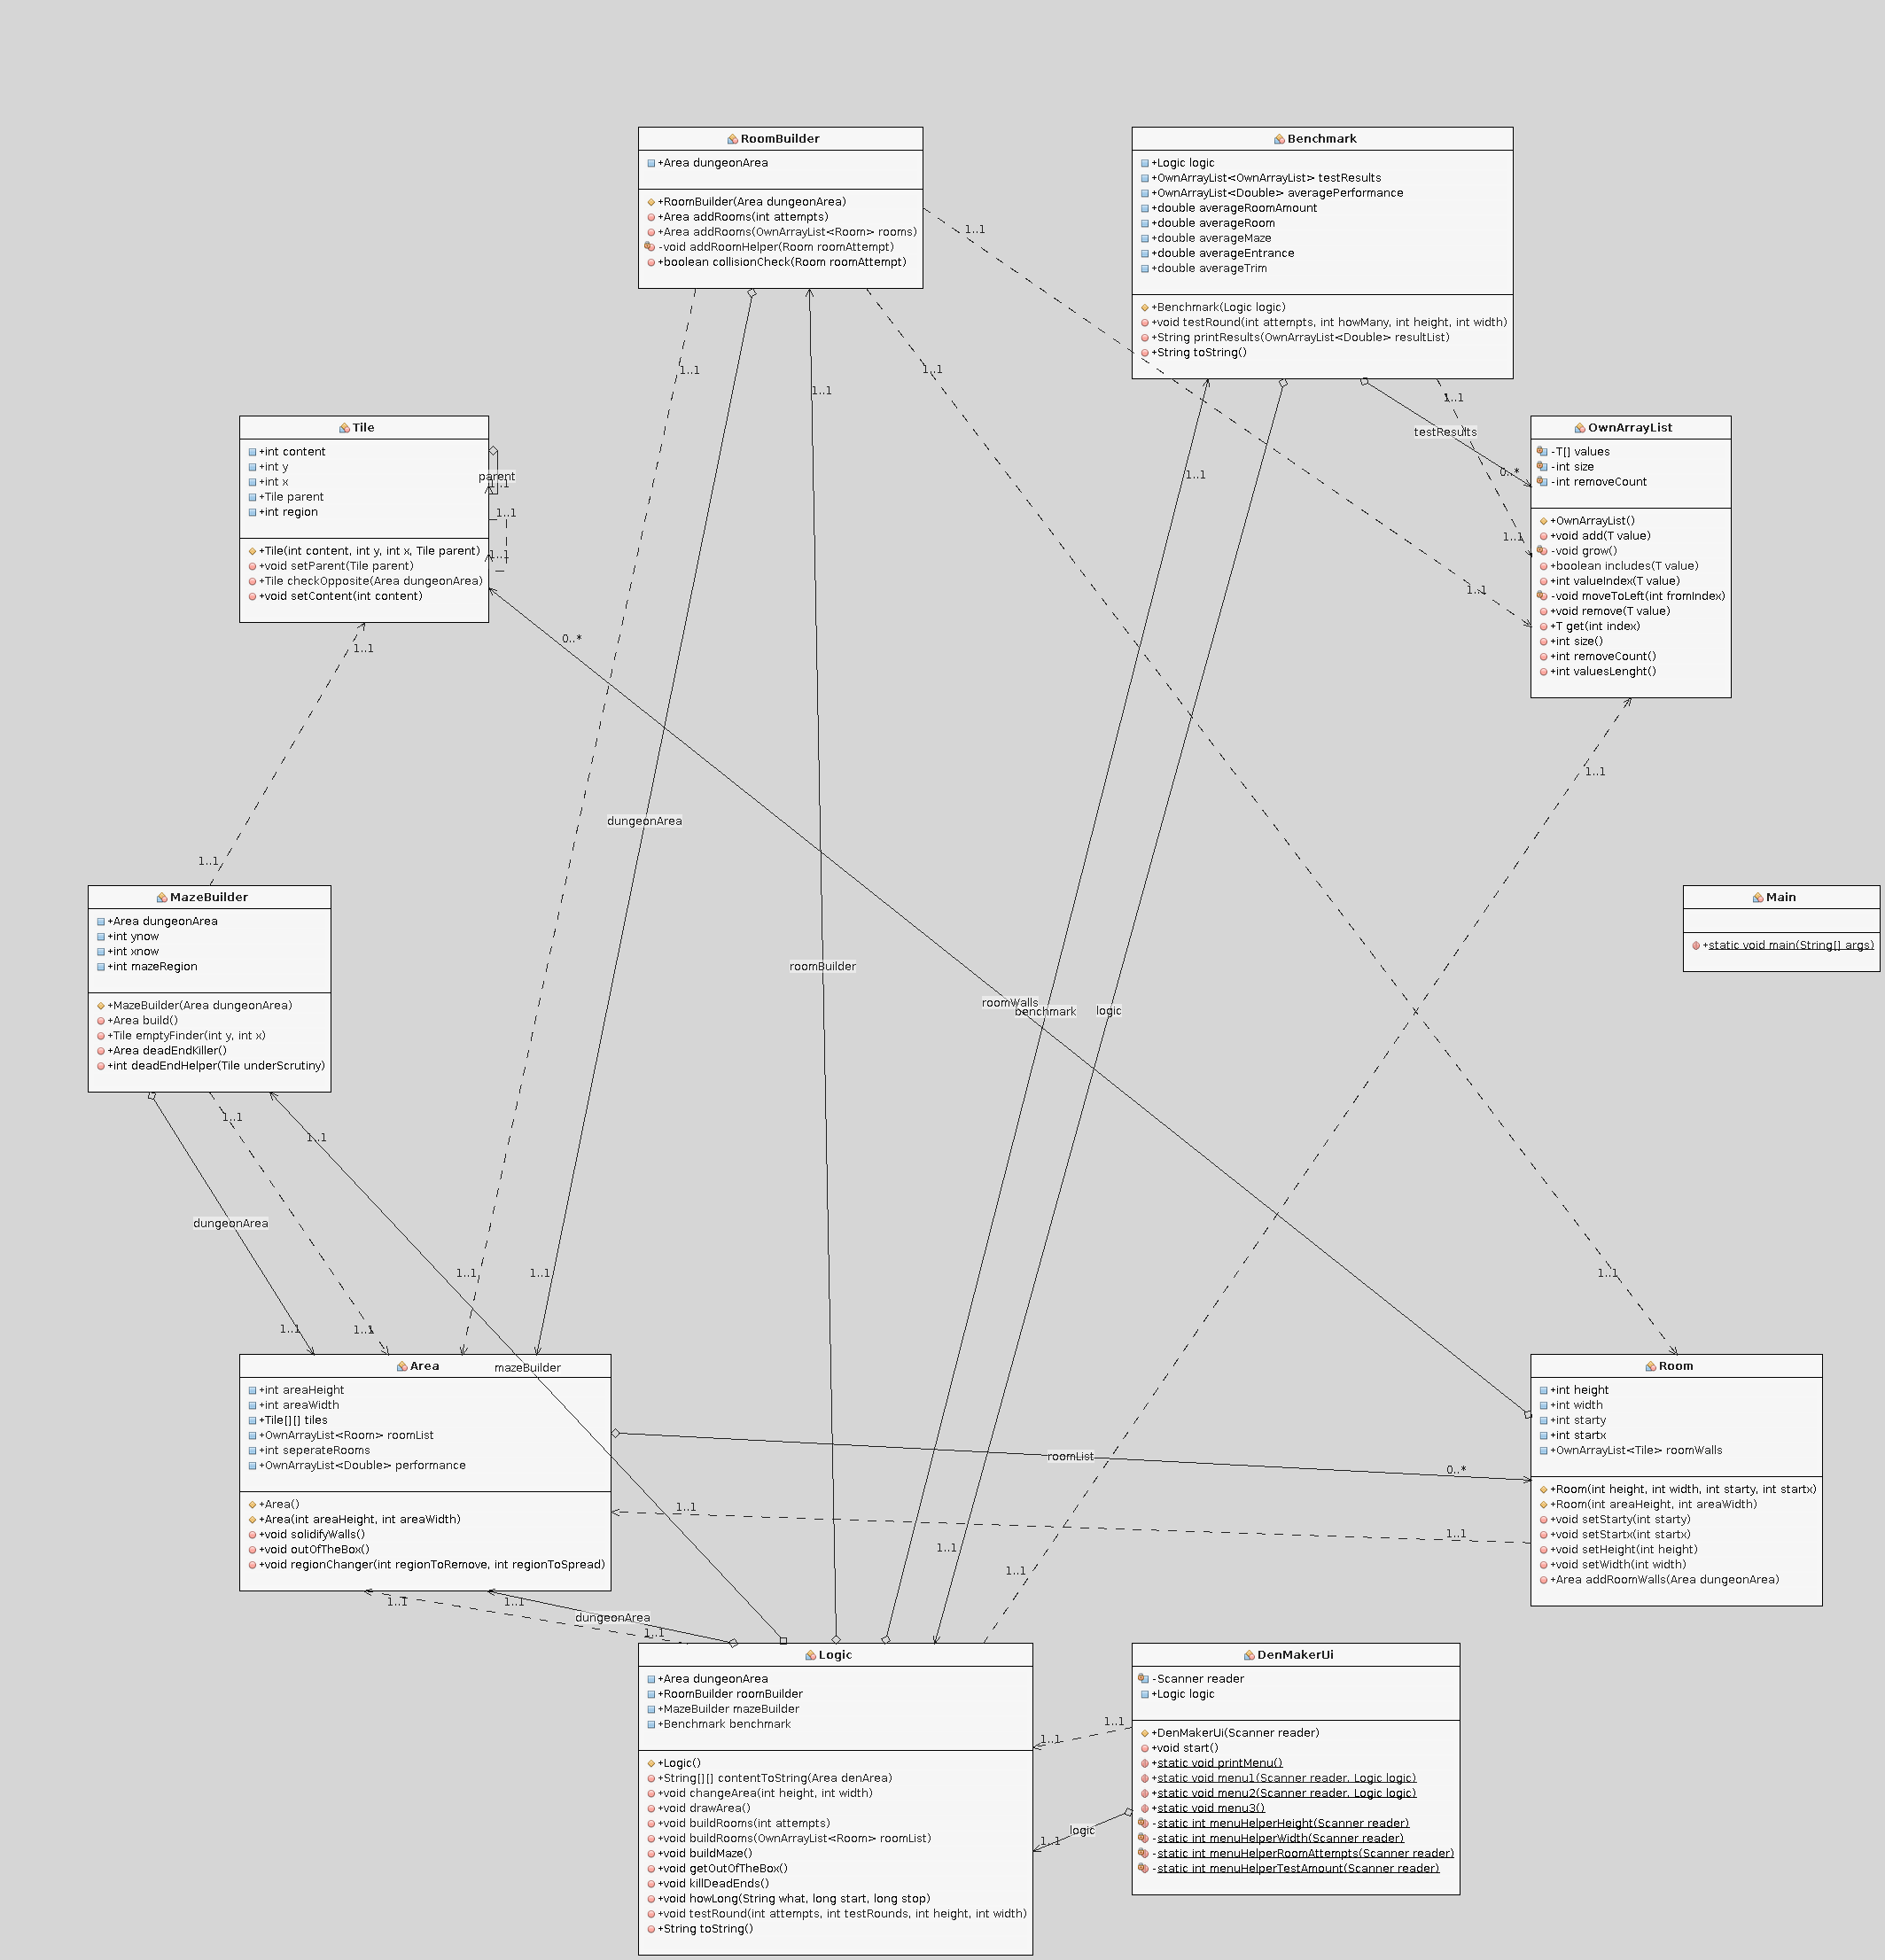 RoomBuilder
+Area dungeonArea
+RoomBuilder(Area dungeonArea)
+Area addRooms(int attempts)
+Area addRooms(OwnArrayList<Room> rooms)
-void addRoomHelper(Room roomAttempt)
+boolean collisionCheck(Room roomAttempt)
Benchmark
+Logic logic
+OwnArrayList<OwnArrayList> testResults
+OwnArrayList<Double> averagePerformance
+double averageRoomAmount
+double averageRoom
+double averageMaze
+double averageEntrance
+double averageTrim
+Benchmark(Logic logic)
+void testRound(int attempts, int howMany, int height, int width)
+String printResults(OwnArrayList<Double> resultList)
+String toString()
1..1
1..1
1..1
1..1
1..1
testResults
0..*
1..1
1..1
1..1
Tile
+int content
+int y
+int x
+Tile parent
+int region
+Tile(int content, int y, int x, Tile parent)
+void setParent(Tile parent)
+Tile checkOpposite(Area dungeonArea)
+void setContent(int content)
parent
1..1
1..1
1..1
0..*
1..1
OwnArrayList
-T[] values
-int size
-int removeCount
+OwnArrayList()
+void add(T value)
-void grow()
+boolean includes(T value)
+int valueIndex(T value)
-void moveToLeft(int fromIndex)
+void remove(T value)
+T get(int index)
+int size()
+int removeCount()
+int valuesLenght()
1..1
dungeonArea
1..1
MazeBuilder
+Area dungeonArea
+int ynow
+int xnow
+int mazeRegion
+MazeBuilder(Area dungeonArea)
+Area build()
+Tile emptyFinder(int y, int x)
+Area deadEndKiller()
+int deadEndHelper(Tile underScrutiny)
Main
+static void main(String[] args)
roomBuilder
roomWalls
benchmark
logic
1..1
1..1
dungeonArea
1..1
1..1
1..1
1..1
1..1
mazeBuilder
Area
+int areaHeight
+int areaWidth
+Tile[][] tiles
+OwnArrayList<Room> roomList
+int seperateRooms
+OwnArrayList<Double> performance
+Area()
+Area(int areaHeight, int areaWidth)
+void solidifyWalls()
+void outOfTheBox()
+void regionChanger(int regionToRemove, int regionToSpread)
roomList
0..*
1..1
1..1
Room
+int height
+int width
+int starty
+int startx
+OwnArrayList<Tile> roomWalls
+Room(int height, int width, int starty, int startx)
+Room(int areaHeight, int areaWidth)
+void setStarty(int starty)
+void setStartx(int startx)
+void setHeight(int height)
+void setWidth(int width)
+Area addRoomWalls(Area dungeonArea)
1..1
1..1
1..1
1..1
dungeonArea
1..1
Logic
+Area dungeonArea
+RoomBuilder roomBuilder
+MazeBuilder mazeBuilder
+Benchmark benchmark
+Logic()
+String[][] contentToString(Area denArea)
+void changeArea(int height, int width)
+void drawArea()
+void buildRooms(int attempts)
+void buildRooms(OwnArrayList<Room> roomList)
+void buildMaze()
+void getOutOfTheBox()
+void killDeadEnds()
+void howLong(String what, long start, long stop)
+void testRound(int attempts, int testRounds, int height, int width)
+String toString()
1..1
1..1
logic
1..1
DenMakerUi
-Scanner reader
+Logic logic
+DenMakerUi(Scanner reader)
+void start()
+static void printMenu()
+static void menu1(Scanner reader, Logic logic)
+static void menu2(Scanner reader, Logic logic)
+static void menu3()
-static int menuHelperHeight(Scanner reader)
-static int menuHelperWidth(Scanner reader)
-static int menuHelperRoomAttempts(Scanner reader)
-static int menuHelperTestAmount(Scanner reader)